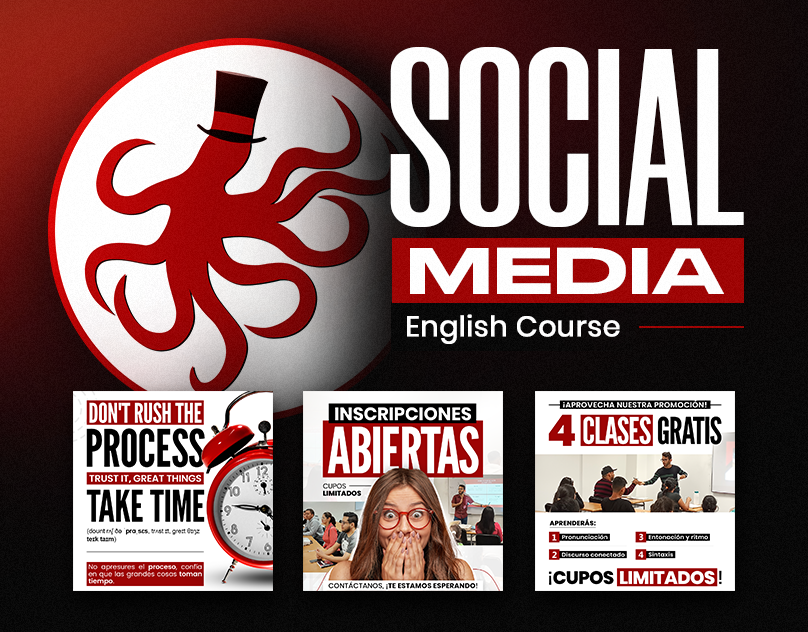 SOCIAL
MEDIA
English Course
DON'T RUSH THE
PROCESS
TRUST IT, GREAT THINGS
TAKE TIME
No apresures el proceso, confía
en que las grandes cosas toman
tiempo.
INSCRIPCIONES
ABIERTAS
CUPOS
LIMITADOS
CONTÁCTANOS, ¡TE ESTAMOS ESPERANDO!
¡APROVECHA NUESTRA PROMOCIÓN!
4 CLASES GRATIS
APRENDERÁS:
1 Pronunciación
3 Entonación y ritmo
2 Discurso conectado
4 Sintaxis
¡CUPOS LIMITADOS!